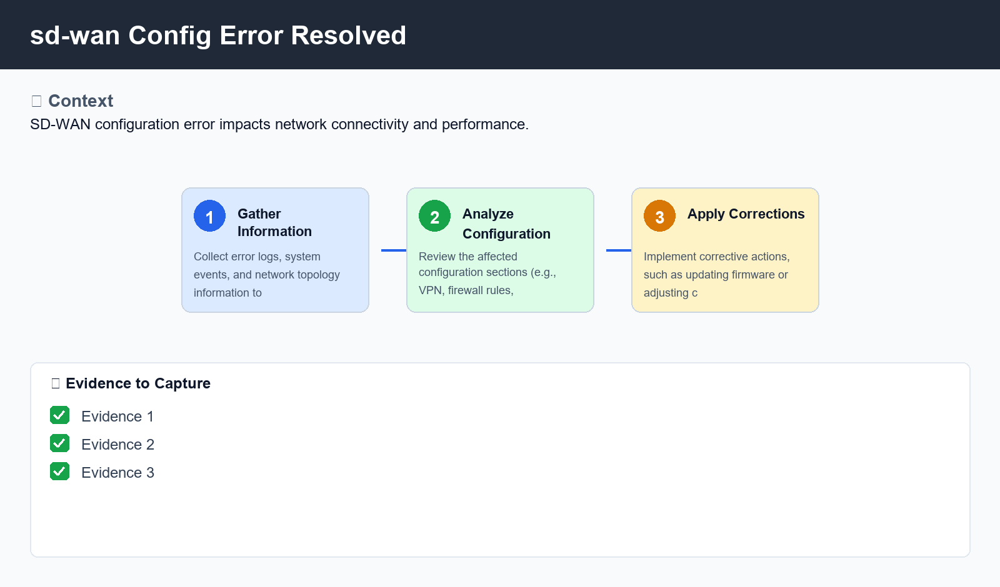 sd-wan Config Error Resolved
Context
SD-WAN configuration error impacts network connectivity and performance.
1
Gather
Information
Collect error logs, system
events, and network topology
information to
2
Analyze
Configuration
Review the affected
configuration sections (e.g.,
VPN, firewall rules,
3
Apply Corrections
Implement corrective actions,
such as updating firmware or
adjusting c
Evidence to Capture
Evidence 1
Evidence 2
Evidence 3